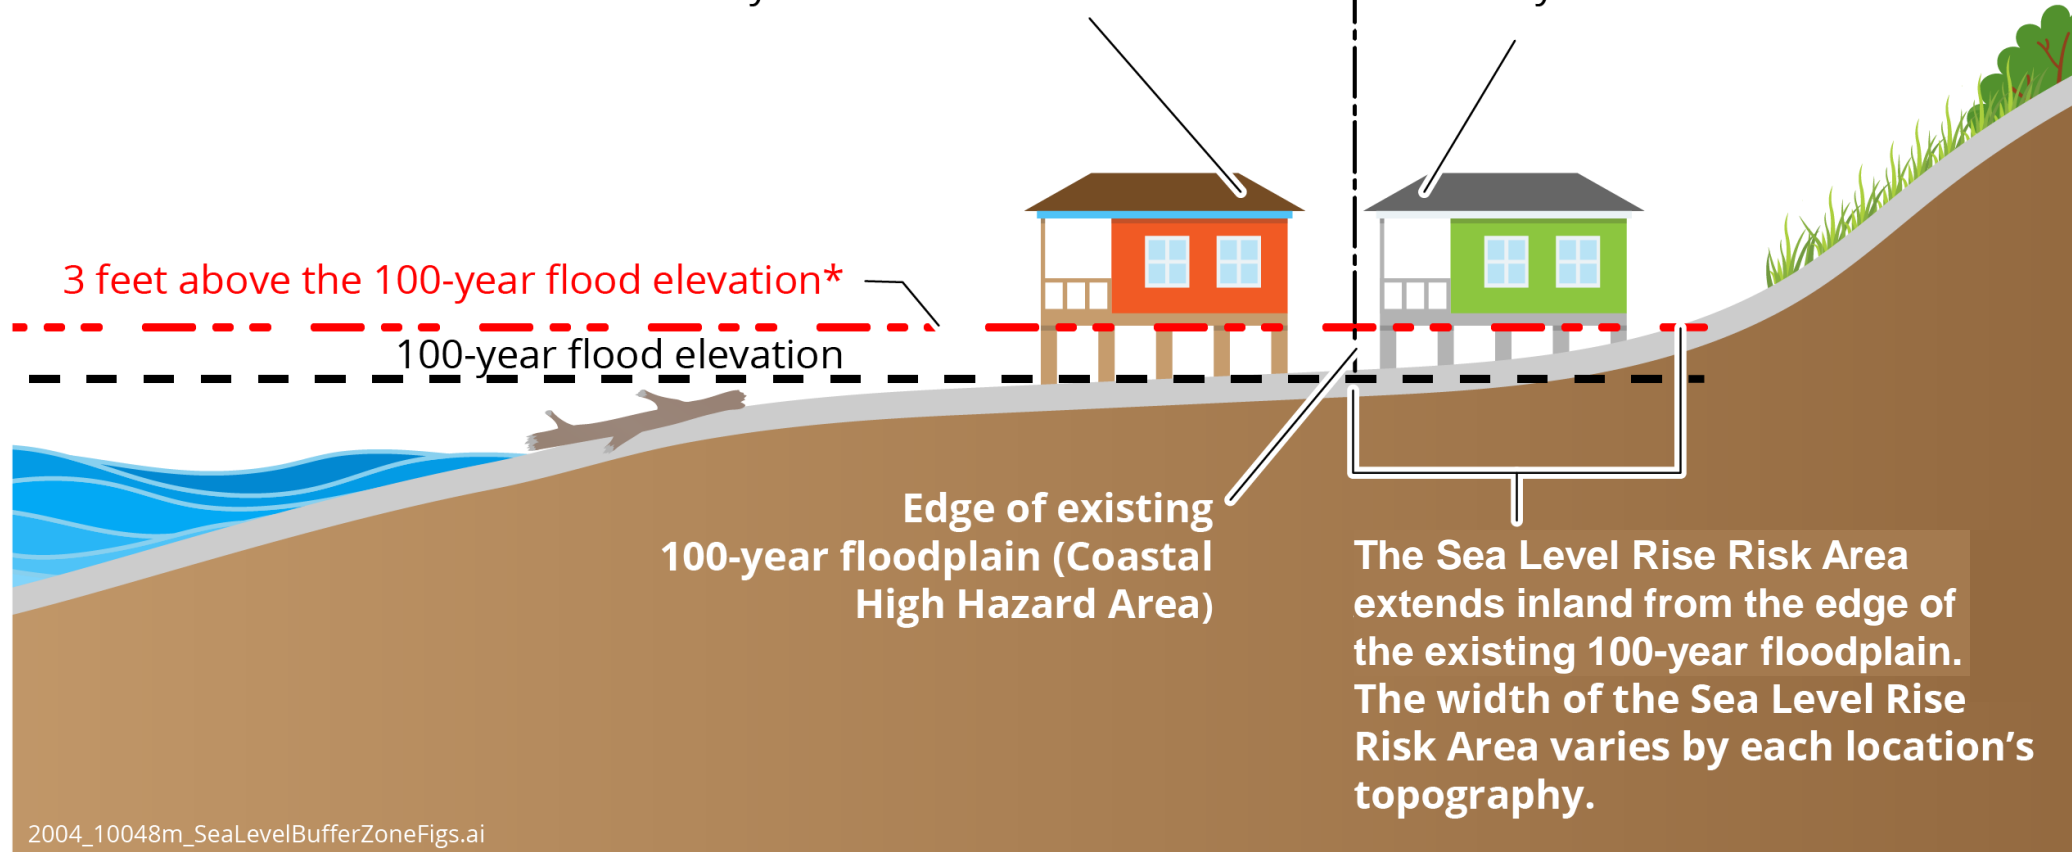 3 feet above the 100-year flood elevation*
100-year flood elevation
Edge of existing
100-year floodplain (Coastal
High Hazard Area)
The Sea Level Rise Risk Area
extends inland from the edge of
the existing 100-year floodplain.
The width of the Sea Level Rise
Risk Area varies by each location’s
topography.
2004_10048m_SeaLevelBufferZoneFigs.ai